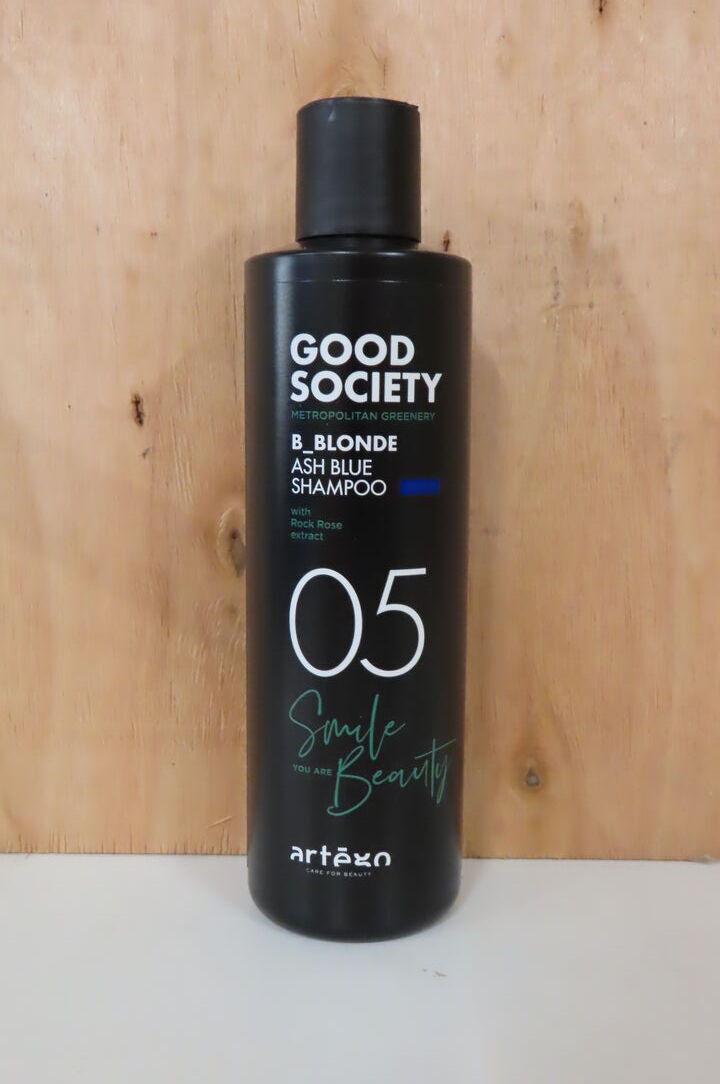 GOOD
SOCIETY
METROPOLITAN GREENERY
B_BLONDE
ASH BLUE
SHAMPOO
with
Rock Rose
extract
05
Smile
YOU ARE Beauty
artēgo
CARE FOR BEAUTY